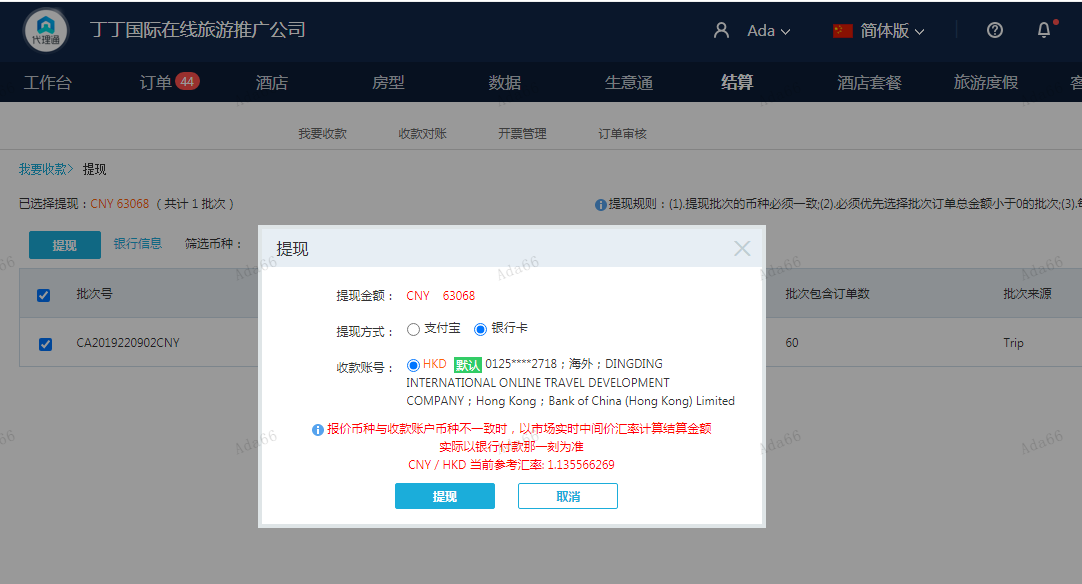 代理通
丁丁国际在线旅游推广公司
Ada
简体版
工作台
订单 44
酒店
房型
数据
生意通
结算
酒店套餐
旅游度假
我要收款
收款对账
开票管理
订单审核
我要收款> 提现
已选择提现：CNY 63068 （ 共计 1 批次 ）
提现规则：(1).提现批次的币种必须一致;(2).必须优先选择批次订单总金额小于0的批次;(3).
提现
银行信息
筛选币种：
批次号
批次包含订单数
批次来源
CA2019220902CNY
60
Trip
提现
提现金额： CNY 63068
提现方式： 支付宝 银行卡
收款账号： HKD 默认 0125****2718；海外；DINGDING
INTERNATIONAL ONLINE TRAVEL DEVELOPMENT
COMPANY；Hong Kong；Bank of China (Hong Kong) Limited
报价币种与收款账户币种不一致时，以市场实时中间价汇率计算结算金额
实际以银行付款那一刻为准
CNY / HKD 当前参考汇率: 1.135566269
提现
取消
Ada66
Ada66
Ada66
Ada66
Ada66
Ada66
Ada66